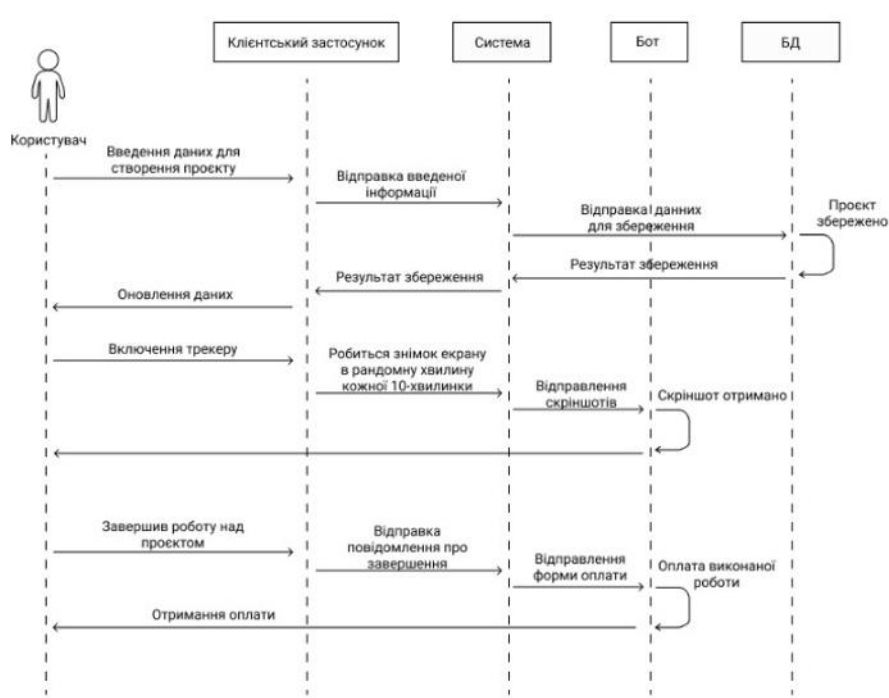 Клієнтський застосунок
Система
Бот
БД
Користувач
Введення даних для
створення проєкту
Відправка введеної
інформації
Відправка данних
для збереження
Проєкт
збережено
Результат збереження
Результат збереження
Оновлення даних
Включення трекеру
Робиться знімок екрану
в рандомну хвилину
кожної 10-хвилинки
Відправлення
скріншотів
Скріншот отримано
Завершив роботу над
проєктом
Відправка
повідомлення про
завершення
Відправлення
форми оплати
Оплата виконаної
роботи
Отримання оплати